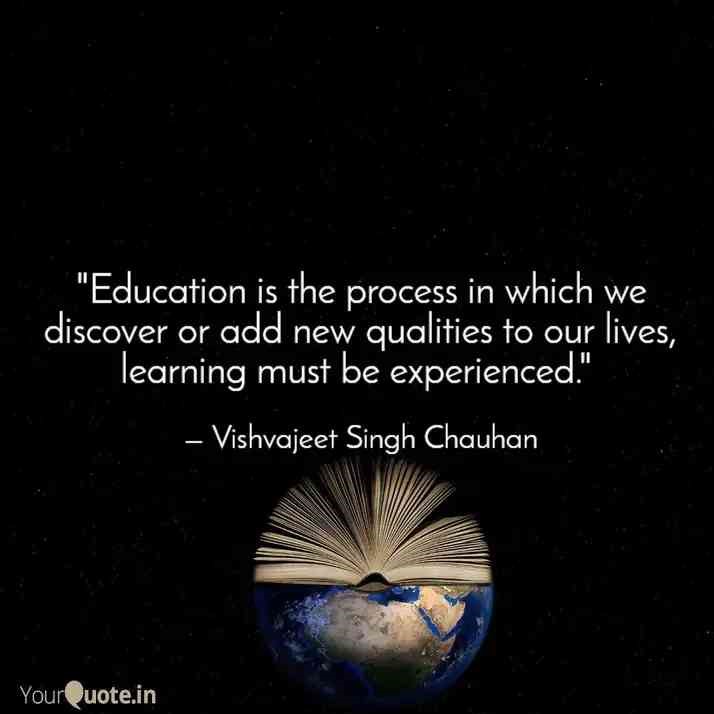 "Education is the process in which we
discover or add new qualities to our lives,
learning must be experienced."
– Vishvajeet Singh Chauhan
YourQuote.in